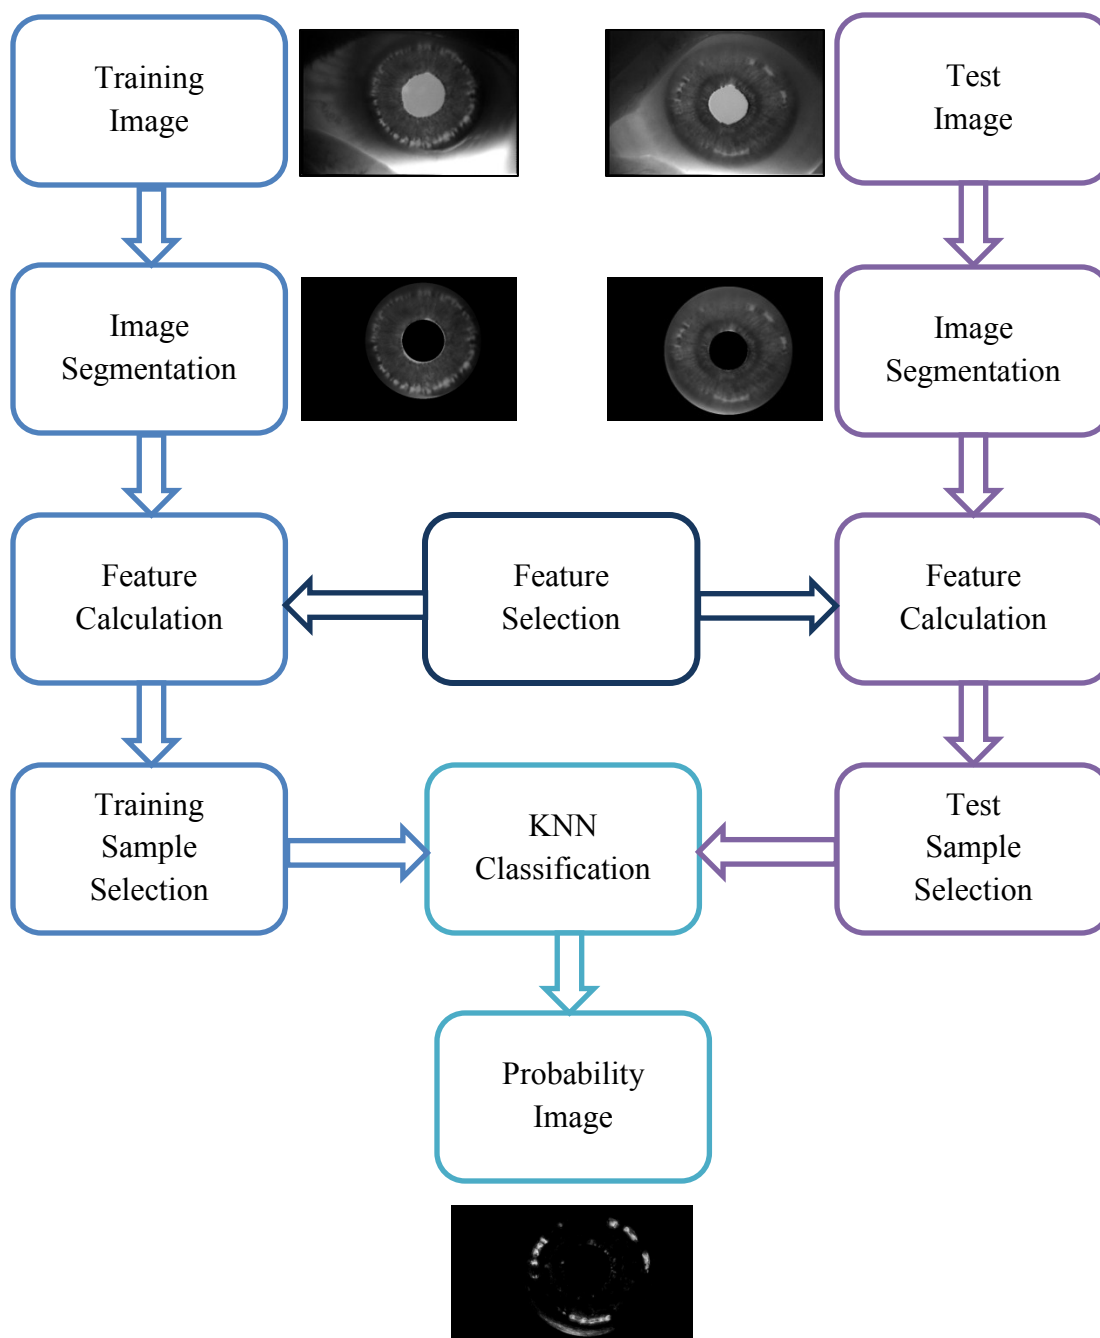 Training
Image
Test
Image
Image
Segmentation
Image
Segmentation
Feature
Calculation
Feature
Selection
Feature
Calculation
Training
Sample
Selection
KNN
Classification
Test
Sample
Selection
Probability
Image